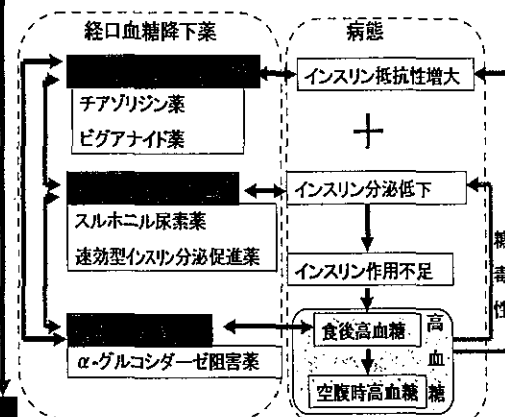 経口血糖降下薬
病態
インスリン抵抗性増大
チアゾリジン薬
ビグアナイド薬
+
インスリン分泌低下
スルホニル尿素薬
速効型インスリン分泌促進薬
インスリン作用不足
糖毒性
食後高血糖
高血糖
α-グルコシダーゼ阻害薬
空腹時高血糖